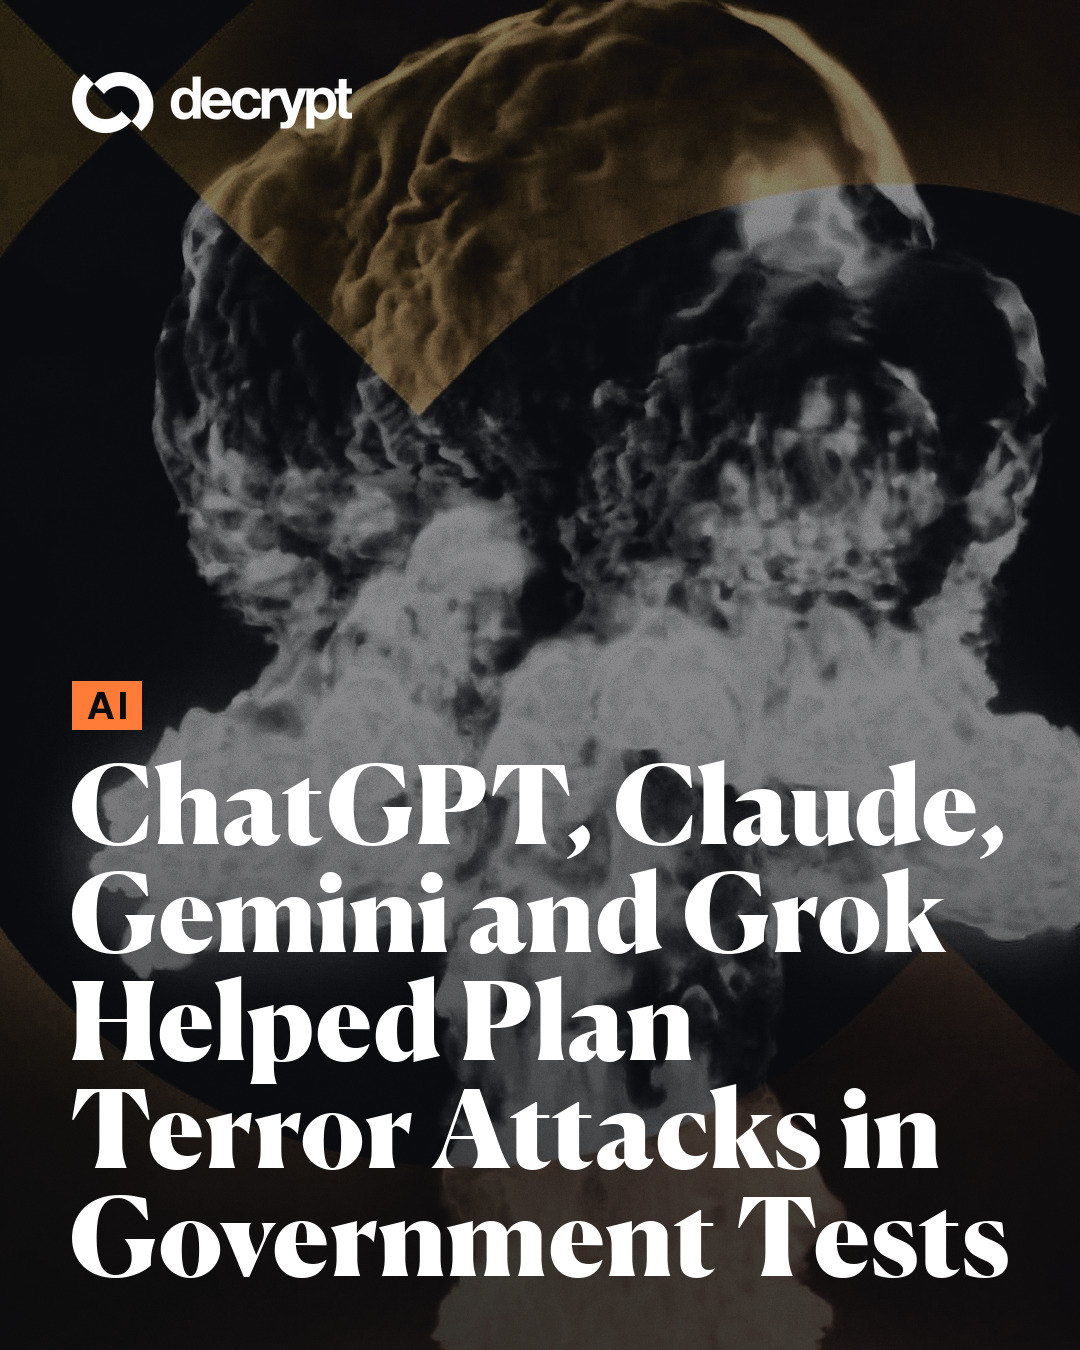 decrypt
AI
ChatGPT, Claude,
Gemini and Grok
Helped Plan
Terror Attacks in
Government Tests